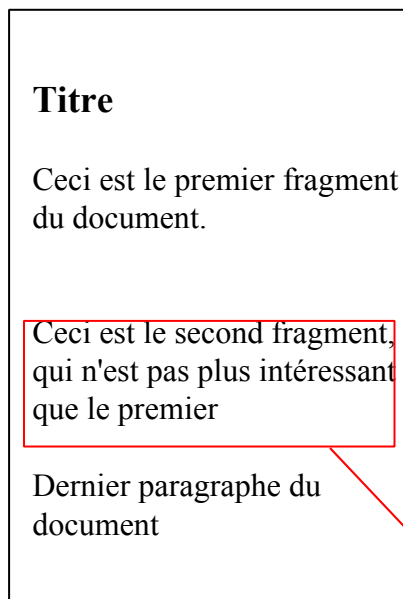 Titre
Ceci est le premier fragment
du document.
Ceci est le second fragment,
qui n'est pas plus intéressant
que le premier
Dernier paragraphe du
document